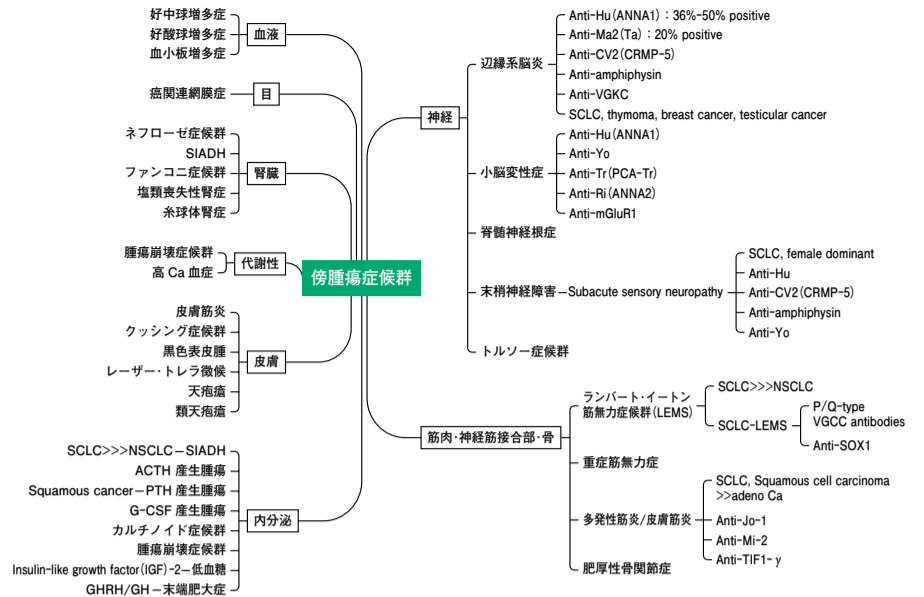 傍腫瘍症候群
血液
好中球増多症
好酸球増多症
血小板増多症
目
癌関連網膜症
腎臓
ネフローゼ症候群
SIADH
ファンコニ症候群
塩類喪失性腎症
糸球体腎症
代謝性
腫瘍崩壊症候群
高 Ca 血症
皮膚
皮膚筋炎
クッシング症候群
黒色表皮腫
レーザー・トレラ徴候
天疱瘡
類天疱瘡
内分泌
SCLC>>>NSCLC–SIADH
ACTH 産生腫瘍
Squamous cancer–PTH 産生腫瘍
G-CSF 産生腫瘍
カルチノイド症候群
腫瘍崩壊症候群
Insulin-like growth factor(IGF)-2–低血糖
GHRH/GH–末端肥大症
神経
辺縁系脳炎
Anti-Hu(ANNA1)：36%-50% positive
Anti-Ma2(Ta)：20% positive
Anti-CV2(CRMP-5)
Anti-amphiphysin
Anti-VGKC
SCLC, thymoma, breast cancer, testicular cancer
小脳変性症
Anti-Hu(ANNA1)
Anti-Yo
Anti-Tr(PCA-Tr)
Anti-Ri(ANNA2)
Anti-mGluR1
脊髄神経根症
末梢神経障害–Subacute sensory neuropathy
SCLC, female dominant
Anti-Hu
Anti-CV2(CRMP-5)
Anti-amphiphysin
Anti-Yo
トルソー症候群
筋肉・神経筋接合部・骨
ランバート・イートン
筋無力症候群(LEMS)
SCLC>>>NSCLC
SCLC-LEMS
P/Q-type
VGCC antibodies
Anti-SOX1
重症筋無力症
多発性筋炎/皮膚筋炎
SCLC, Squamous cell carcinoma
>>adeno Ca
Anti-Jo-1
Anti-Mi-2
Anti-TIF1-γ
肥厚性骨関節症